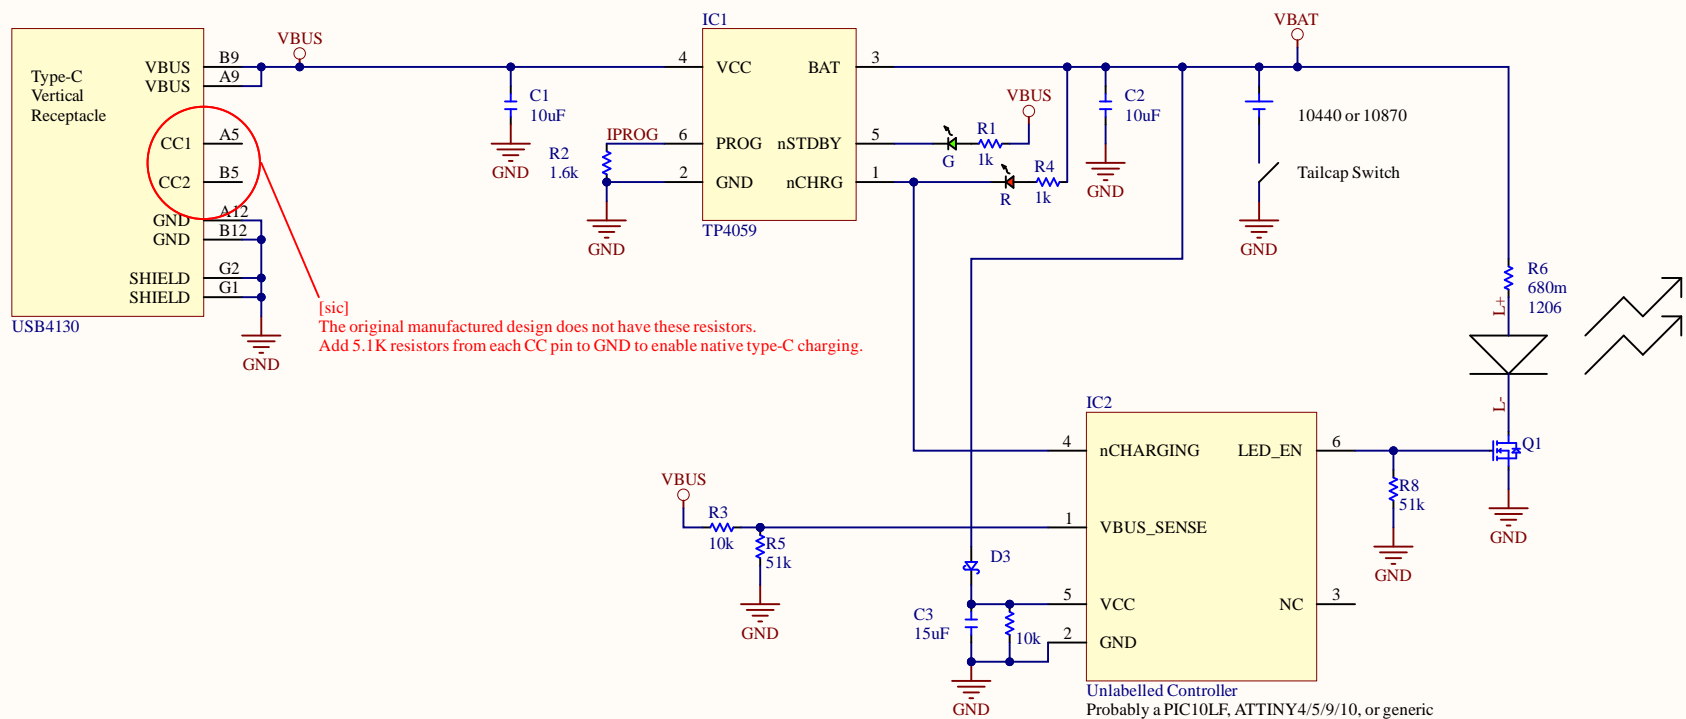 IC1
VBAT
VBUS
Type-C
Vertical
Receptacle
VBUS B9
VBUS A9
CC1 A5
CC2 B5
GND A12
GND B12
SHIELD G2
SHIELD G1
USB4130
GND
[sic]
The original manufactured design does not have these resistors.
Add 5.1K resistors from each CC pin to GND to enable native type-C charging.
C1
10uF
GND
IPROG
R2
1.6k
GND
4 VCC BAT 3
6 PROG nSTDBY 5
2 GND nCHRG 1
TP4059
VBUS
R1
1k
G
R4
1k
R
C2
10uF
GND
10440 or 10870
Tailcap Switch
GND
R6
680m
1206
L+
L-
Q1
GND
IC2
4 nCHARGING LED_EN 6
1 VBUS_SENSE
5 VCC NC 3
2 GND
Unlabelled Controller
Probably a PIC10LF, ATTINY4/5/9/10, or generic
R8
51k
GND
VBUS
R3
10k
R5
51k
GND
D3
C3
15uF
10k
GND